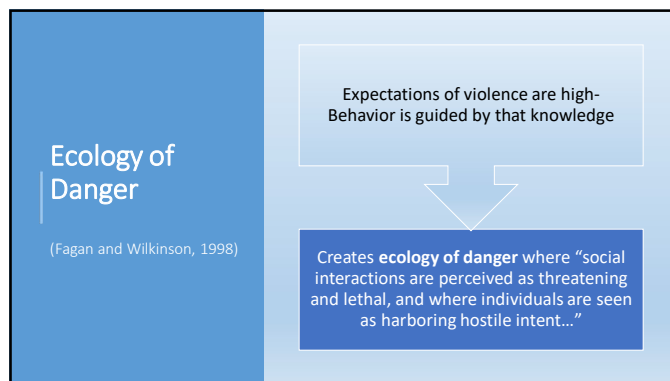 Ecology of
Danger
(Fagan and Wilkinson, 1998)
Expectations of violence are high-
Behavior is guided by that knowledge
Creates ecology of danger where “social
interactions are perceived as threatening
and lethal, and where individuals are seen
as harboring hostile intent…”